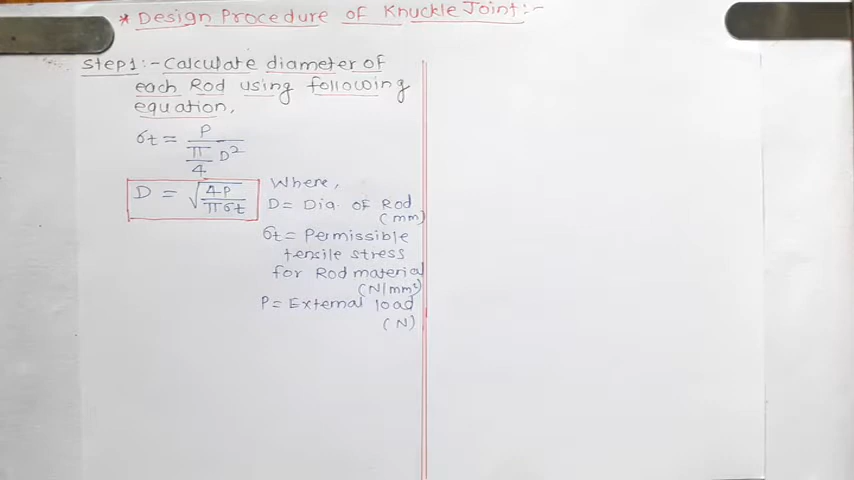 * Design Procedure of Knuckle Joint:-
Step1:- Calculate diameter of
each Rod using following
equation,
σt = P / (π/4 D²)
D = √(4P / πσt)
Where,
D = Dia. of Rod
(mm)
σt = Permissible
tensile stress
for Rod material
(N/mm²)
P = External load
(N)